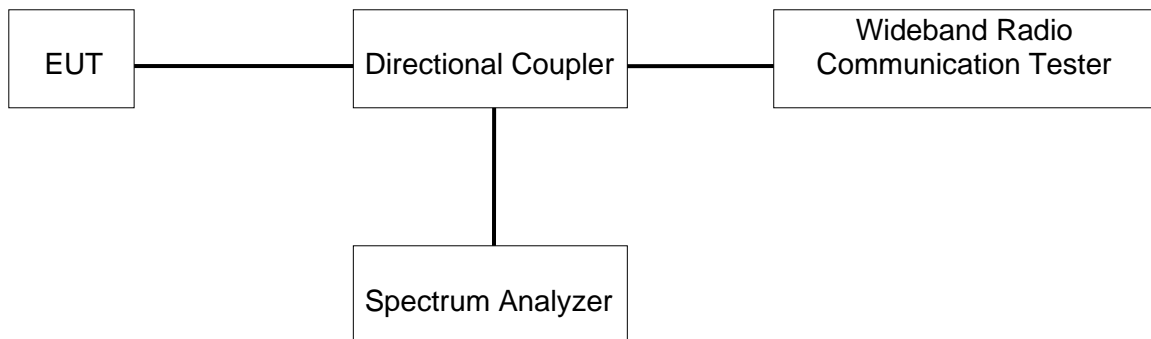 EUT
Directional Coupler
Wideband Radio
Communication Tester
Spectrum Analyzer